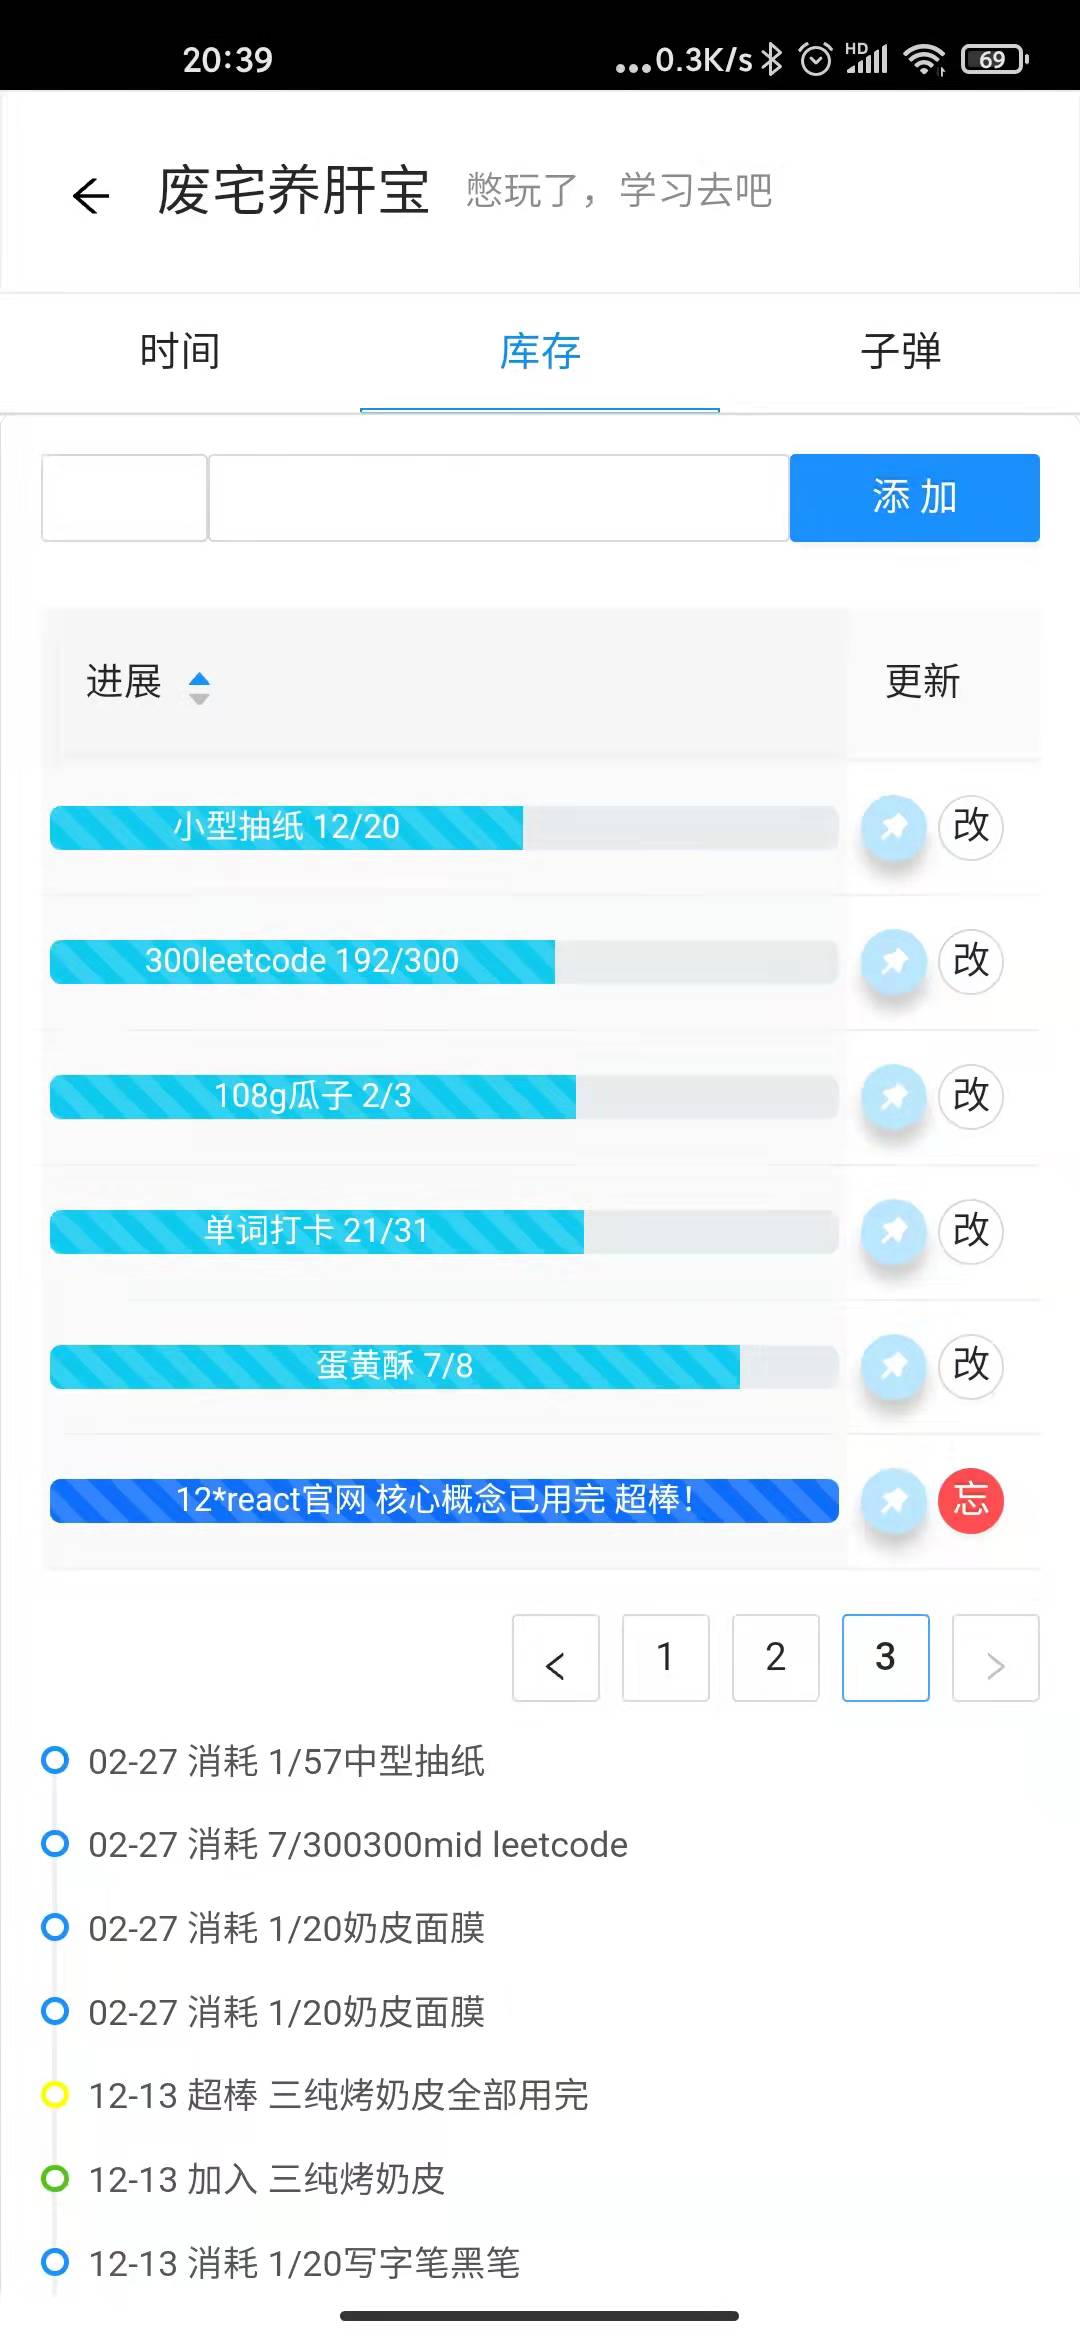 20:39
...0.3K/s HD 69
废宅养肝宝 憋玩了，学习去吧
时间 库存 子弹
添 加
进展 更新
小型抽纸 12/20 改
300leetcode 192/300 改
108g瓜子 2/3 改
单词打卡 21/31 改
蛋黄酥 7/8 改
12*react官网 核心概念已用完 超棒! 忘
< 1 2 3 >
02-27 消耗 1/57中型抽纸
02-27 消耗 7/300300mid leetcode
02-27 消耗 1/20奶皮面膜
02-27 消耗 1/20奶皮面膜
12-13 超棒 三纯烤奶皮全部用完
12-13 加入 三纯烤奶皮
12-13 消耗 1/20写字笔黑笔